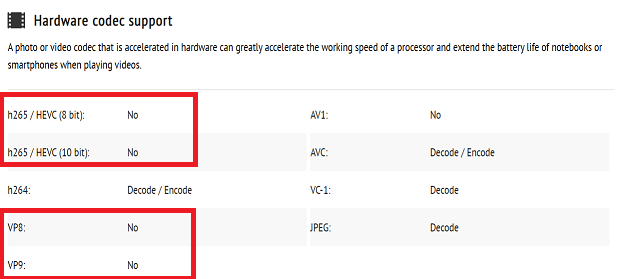 Hardware codec support
A photo or video codec that is accelerated in hardware can greatly accelerate the working speed of a processor and extend the battery life of notebooks or
smartphones when playing videos.
h265 / HEVC (8 bit): No AV1: No
h265 / HEVC (10 bit): No AVC: Decode / Encode
h264: Decode / Encode VC-1: Decode
VP8: No JPEG: Decode
VP9: No